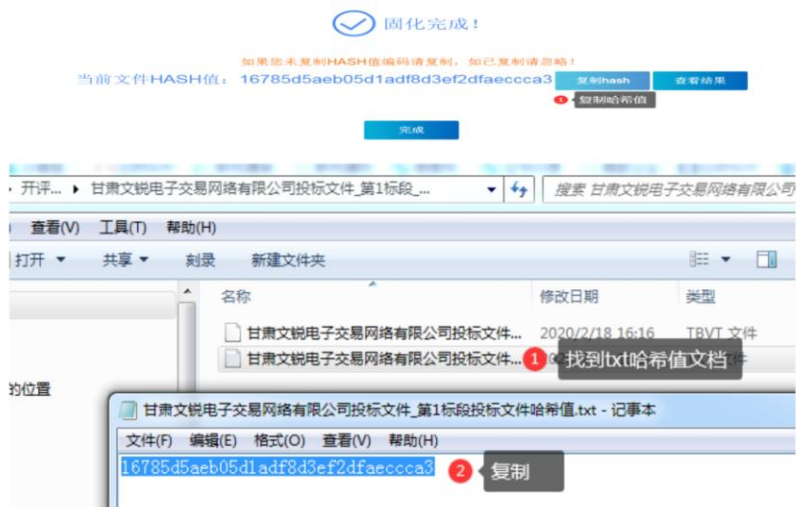 固化完成！
如果您未复制HASH值编码请复制，如已复制请忽略！
当前文件HASH值： 16785d5aeb05d1adf8d3ef2dfaeccca3 复制hash 查看结果
1 复制哈希值
完成
开评... 甘肃文锐电子交易网络有限公司投标文件_第1标段_... 搜索 甘肃文锐电子交易网络有限公司
查看(V) 工具(T) 帮助(H)
打开 共享 刻录 新建文件夹
名称 修改日期 类型
甘肃文锐电子交易网络有限公司投标文件... 2020/2/18 16:16 TBVT 文件
甘肃文锐电子交易网络有限公司投标文件... 1 找到txt哈希值文档
的位置
甘肃文锐电子交易网络有限公司投标文件_第1标段投标文件哈希值.txt - 记事本
文件(F) 编辑(E) 格式(O) 查看(V) 帮助(H)
16785d5aeb05d1adf8d3ef2dfaeccca3 2 复制